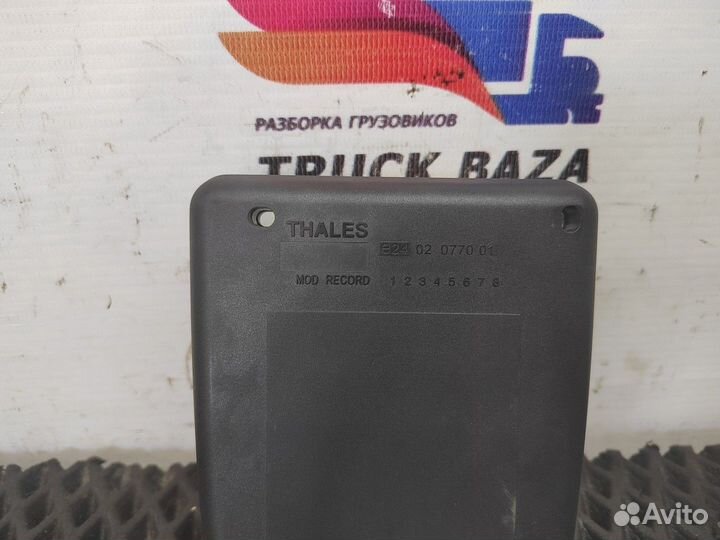 РАЗБОРКА ГРУЗОВИКОВ
TRUCK BAZA
THALES
e24 02 0770 01
MOD RECORD 1 2 3 4 5 6 7 8
Avito